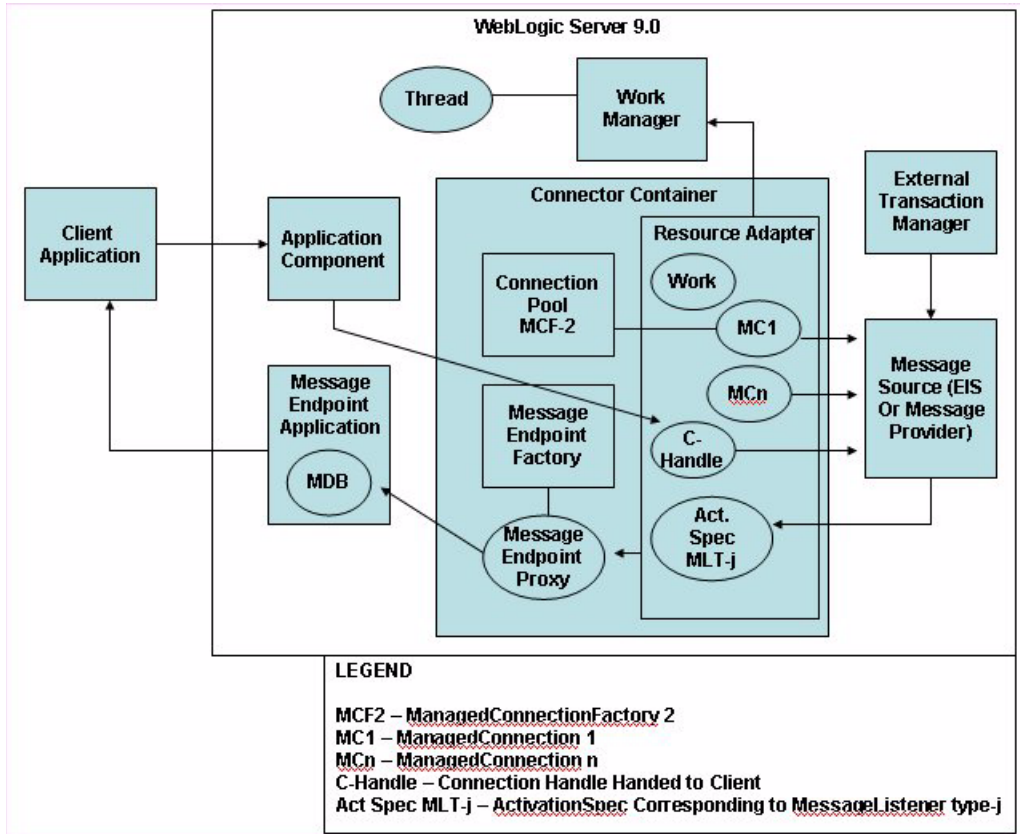 WebLogic Server 9.0
Thread
Work
Manager
Connector Container
External
Transaction
Manager
Client
Application
Application
Component
Resource Adapter
Connection
Pool
MCF-2
Work
MC1
MCn
Message
Source (EIS
Or Message
Provider)
Message
Endpoint
Application
MDB
Message
Endpoint
Factory
C-
Handle
Message
Endpoint
Proxy
Act.
Spec
MLT-j
LEGEND
MCF2 – ManagedConnectionFactory 2
MC1 – ManagedConnection 1
MCn – ManagedConnection n
C-Handle – Connection Handle Handed to Client
Act Spec MLT-j – ActivationSpec Corresponding to MessageListener type-j